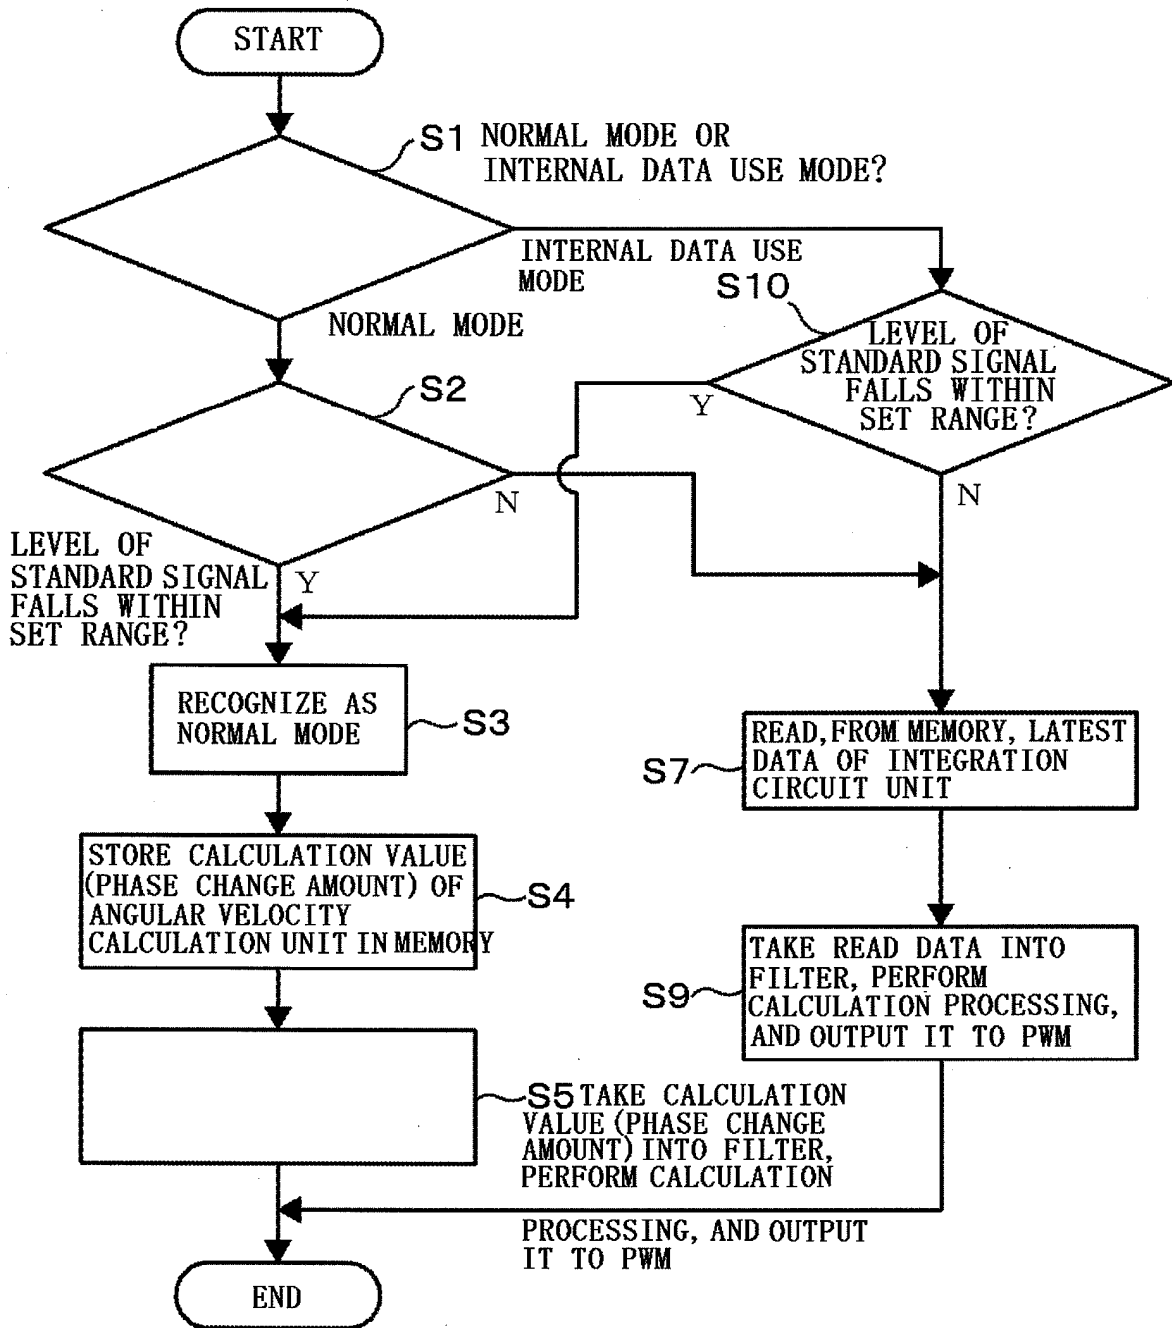 START
S1 NORMAL MODE OR
INTERNAL DATA USE MODE?
INTERNAL DATA USE
MODE
NORMAL MODE
S10
LEVEL OF
STANDARD SIGNAL
FALLS WITHIN
SET RANGE?
Y
N
S2
N
LEVEL OF
STANDARD SIGNAL
FALLS WITHIN
SET RANGE?
Y
RECOGNIZE AS
NORMAL MODE
S3
STORE CALCULATION VALUE
(PHASE CHANGE AMOUNT) OF
ANGULAR VELOCITY
CALCULATION UNIT IN MEMORY
S4
READ, FROM MEMORY, LATEST
DATA OF INTEGRATION
CIRCUIT UNIT
S7
TAKE READ DATA INTO
FILTER, PERFORM
CALCULATION PROCESSING,
AND OUTPUT IT TO PWM
S9
S5 TAKE CALCULATION
VALUE (PHASE CHANGE
AMOUNT) INTO FILTER,
PERFORM CALCULATION
PROCESSING, AND OUTPUT
IT TO PWM
END